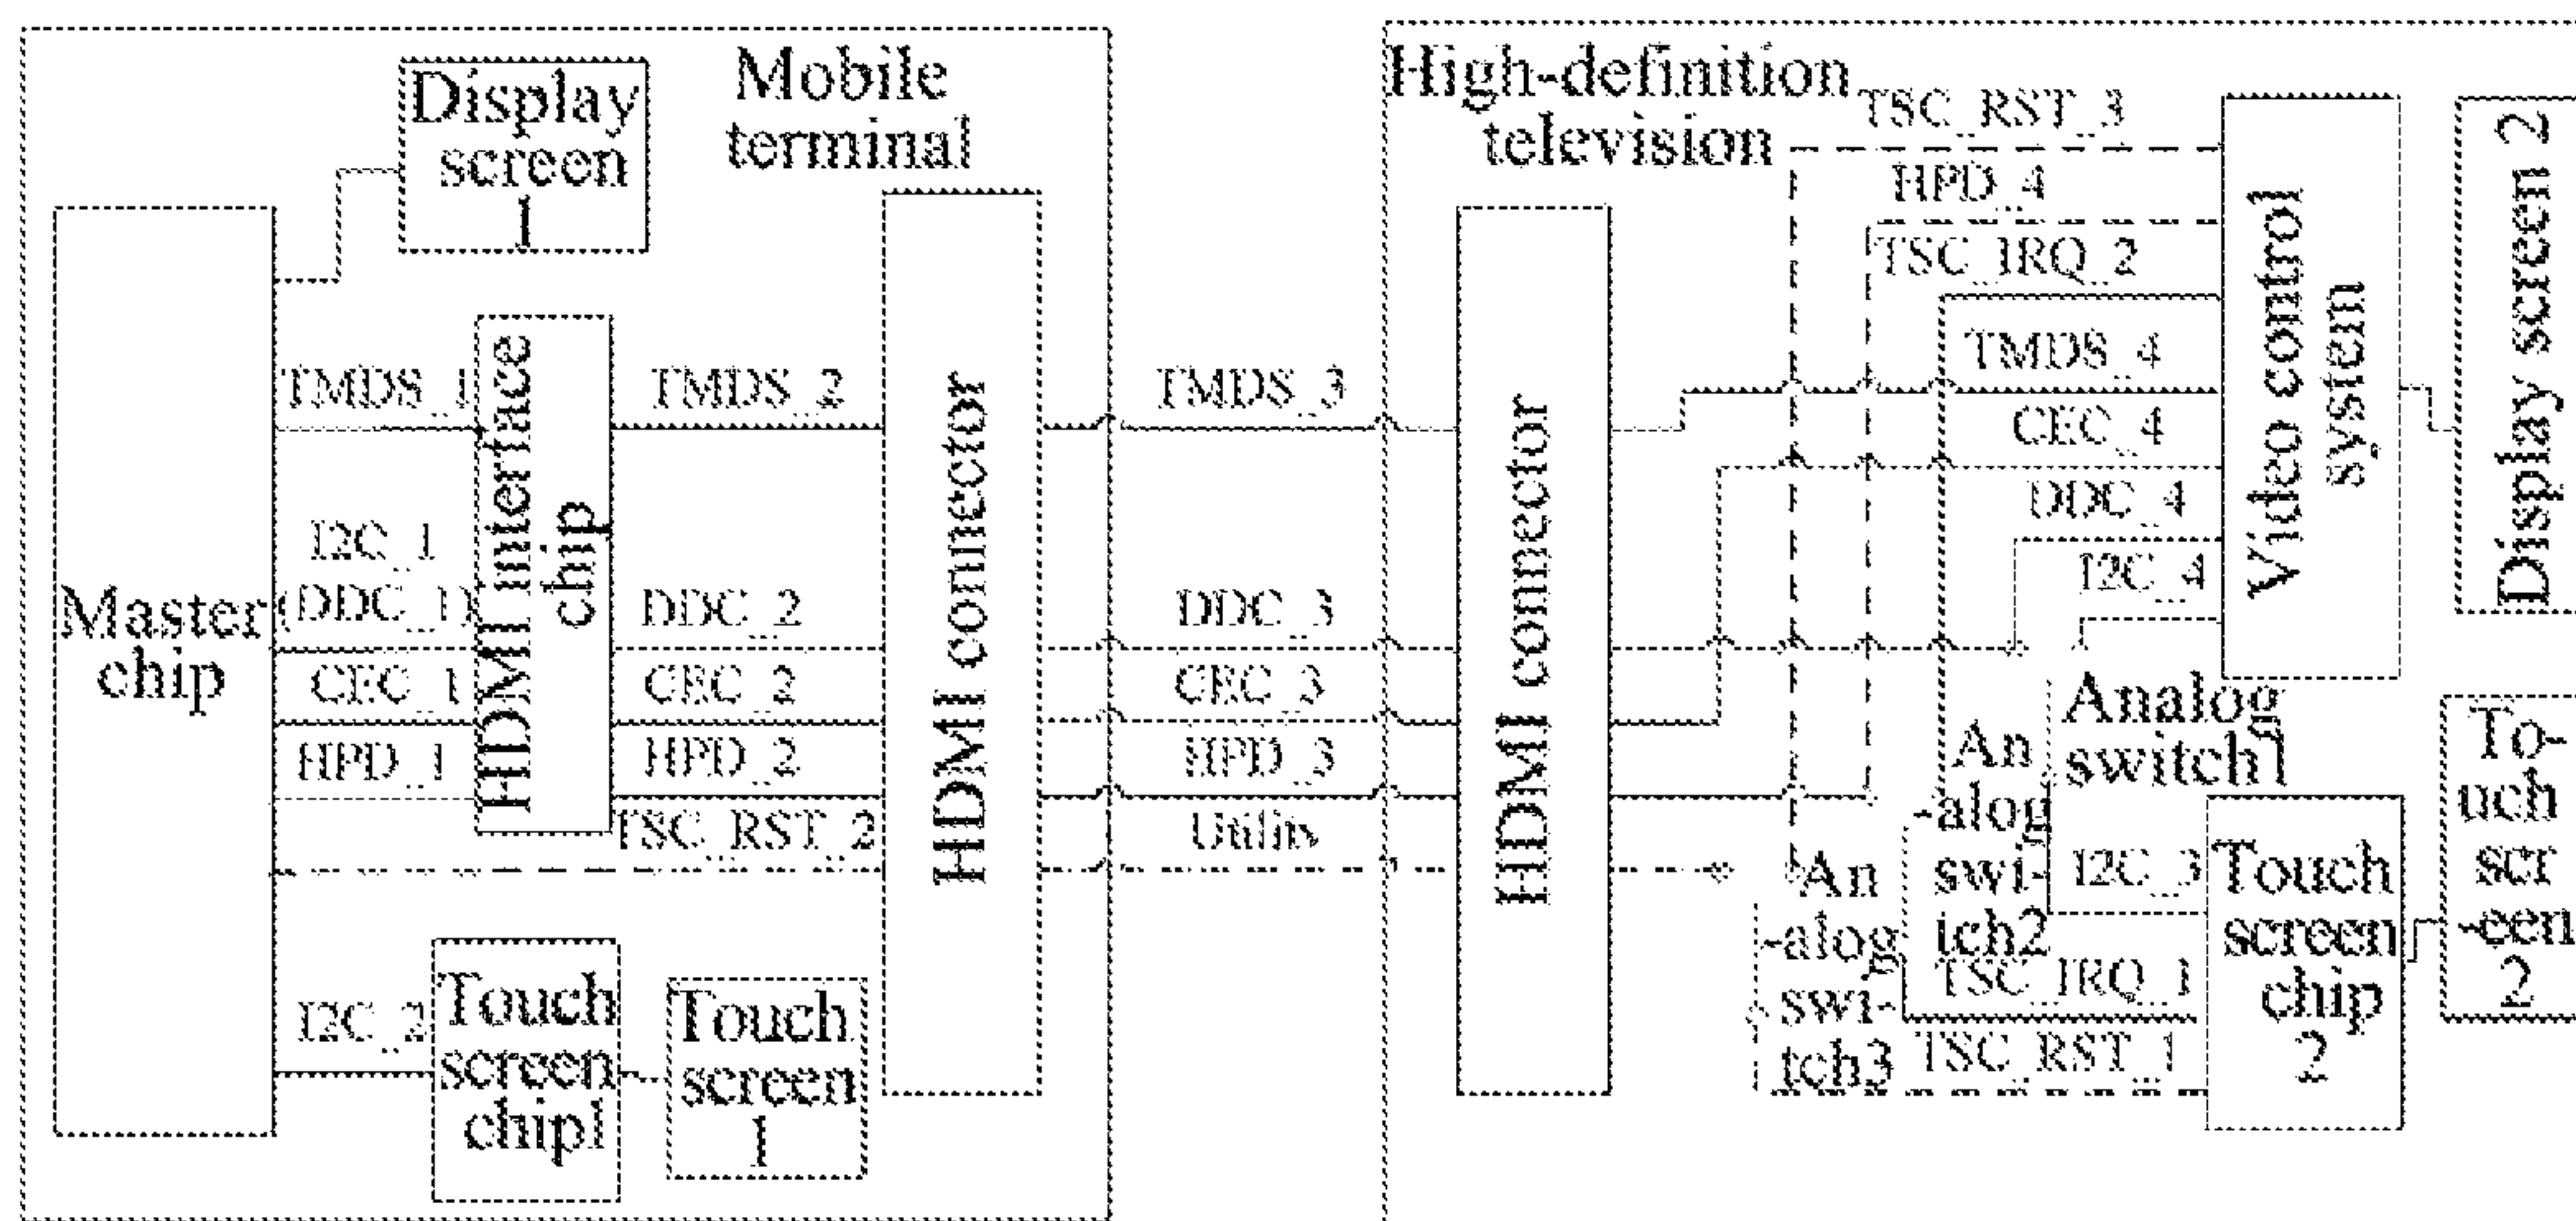 Display
screen
1
Mobile
terminal
Master
chip
TMDS_1
I2C_1
(DDC_1)
CEC_1
HPD_1
HDMI interface
chip
TMDS_2
DDC_2
CEC_2
HPD_2
TSC_RST_2
HDMI connector
I2C_2
Touch
screen
chip1
Touch
screen
1
TMDS_3
DDC_3
CEC_3
HPD_3
High-definition
television
HDMI connector
TSC_RST_3
HPD_4
TSC_IRQ_2
TMDS_4
CEC_4
DDC_4
I2C_4
Video control
system
Display screen 2
Analog
switch1
An
-alog
swi-
tch2
An
-alog
swi-
tch3
I2C_3
TSC_IRQ_1
TSC_RST_1
Touch
screen
chip
2
To-
uch
scr
-een
2